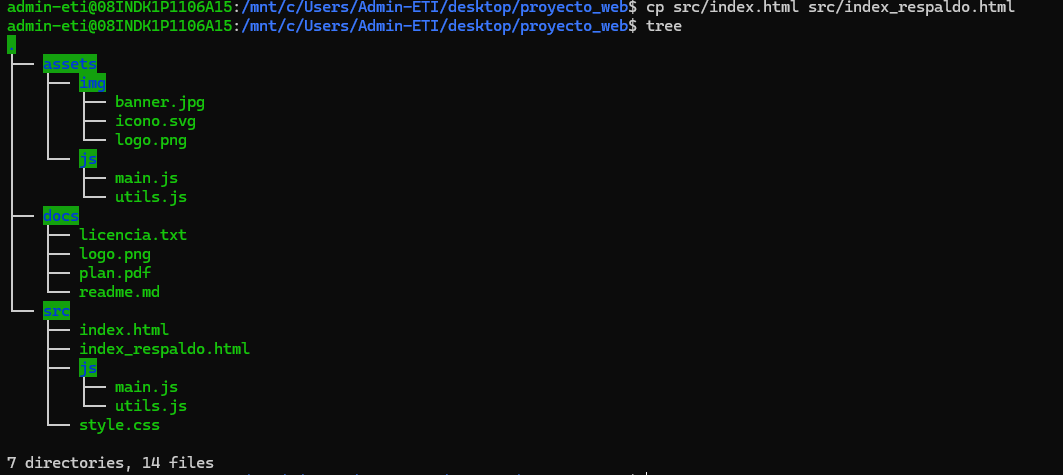 admin-eti@08INDK1P1106A15:/mnt/c/Users/Admin-ETI/desktop/proyecto_web$ cp src/index.html src/index_respaldo.html
admin-eti@08INDK1P1106A15:/mnt/c/Users/Admin-ETI/desktop/proyecto_web$ tree
.
├── assets
│   ├── img
│   │   ├── banner.jpg
│   │   ├── icono.svg
│   │   └── logo.png
│   └── js
│       ├── main.js
│       └── utils.js
├── docs
│   ├── licencia.txt
│   ├── logo.png
│   ├── plan.pdf
│   └── readme.md
└── src
    ├── index.html
    ├── index_respaldo.html
    ├── js
    │   ├── main.js
    │   └── utils.js
    └── style.css
7 directories, 14 files